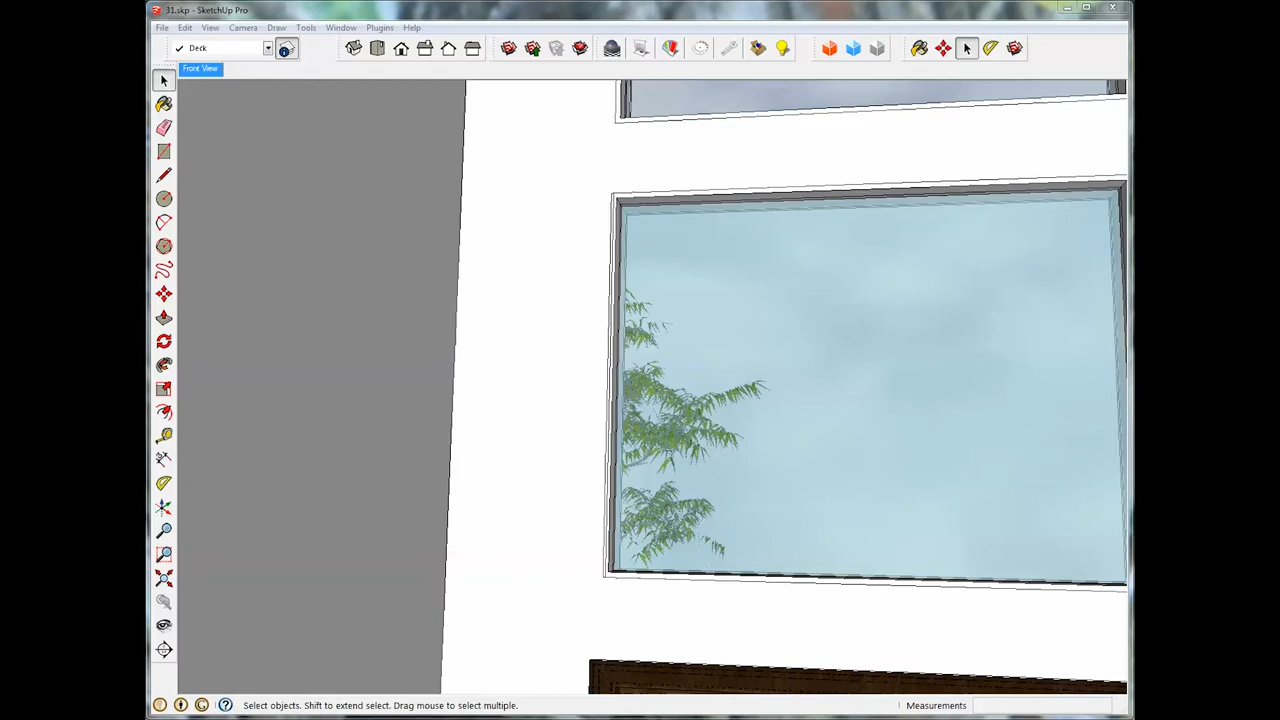 31.skp - SketchUp Pro
File Edit View Camera Draw Tools Window Plugins Help
Deck
Front View
Select objects. Shift to extend select. Drag mouse to select multiple.
Measurements